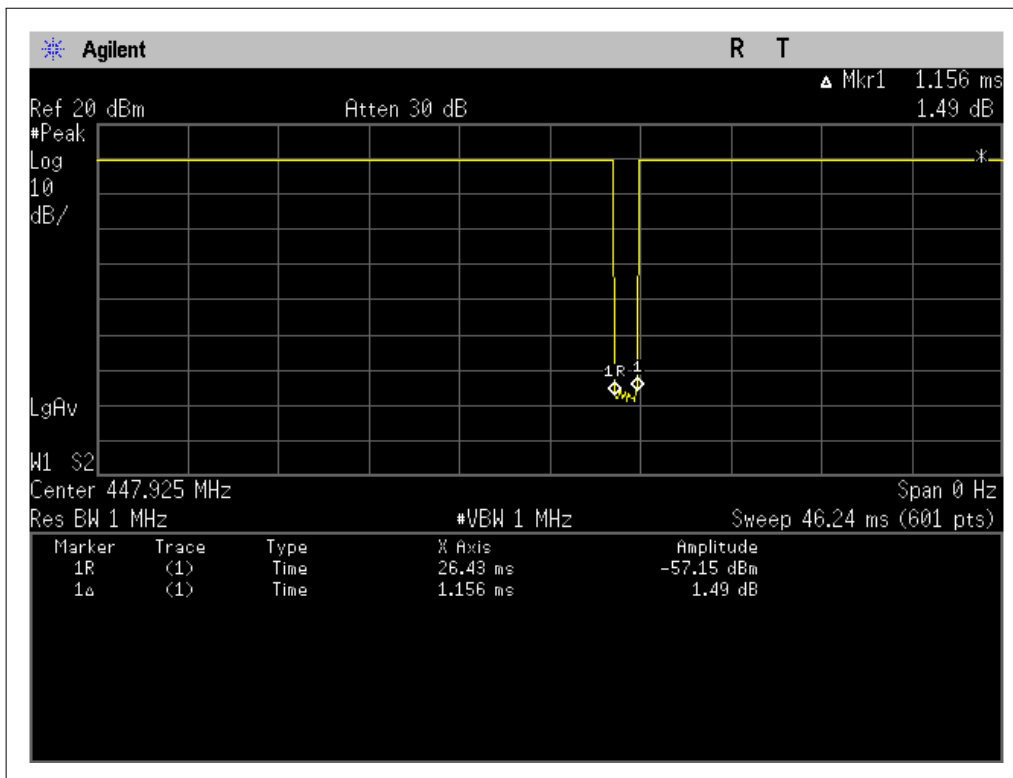 Agilent R T
Δ Mkr1 1.156 ms
Ref 20 dBm Atten 30 dB 1.49 dB
#Peak
Log
10
dB/
1R 1
LgAv
W1 S2
Center 447.925 MHz Span 0 Hz
Res BW 1 MHz #VBW 1 MHz Sweep 46.24 ms (601 pts)
Marker Trace Type X Axis Amplitude
1R (1) Time 26.43 ms -57.15 dBm
1Δ (1) Time 1.156 ms 1.49 dB